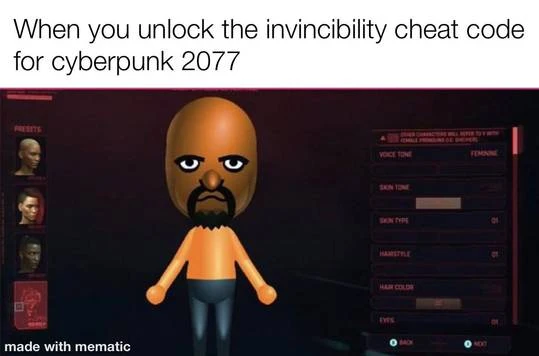 When you unlock the invincibility cheat code
for cyberpunk 2077
PRESETS
VOICE TONE FEMININE
SKIN TONE
SKIN TYPE 01
HAIRSTYLE 01
HAIR COLOR
EYES 01
BACK NEXT
made with mematic